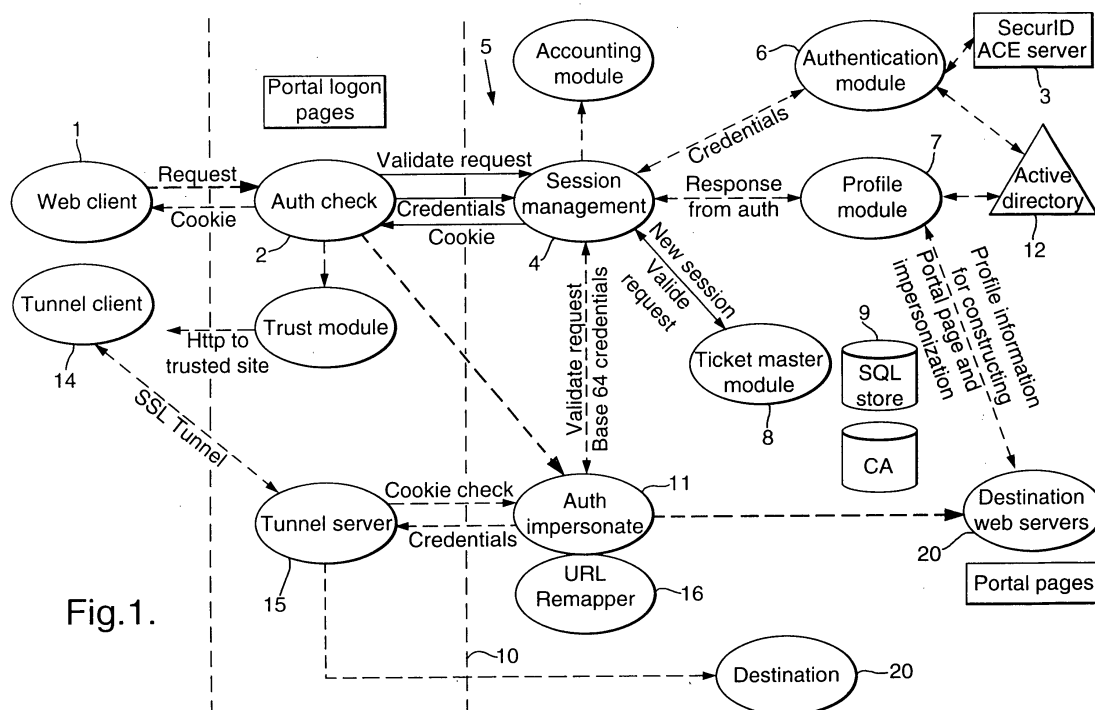 1
Web client
Request
Cookie
Portal logon
pages
Auth check
2
Validate request
Credentials
Cookie
5
Accounting
module
Session
management
4
Credentials
6
Authentication
module
SecurID
ACE server
3
Response
from auth
7
Profile
module
Active
directory
12
Tunnel client
14
Http to
trusted site
Trust module
SSL Tunnel
Validate request
Base 64 credentials
New session
Valide
request
Ticket master
module
8
9
SQL
store
CA
Profile information
for constructing
Portal page and
impersonization
Tunnel server
15
Cookie check
Credentials
Auth
impersonate
11
URL
Remapper
16
Destination
web servers
20
Portal pages
Fig.1.
10
Destination
20